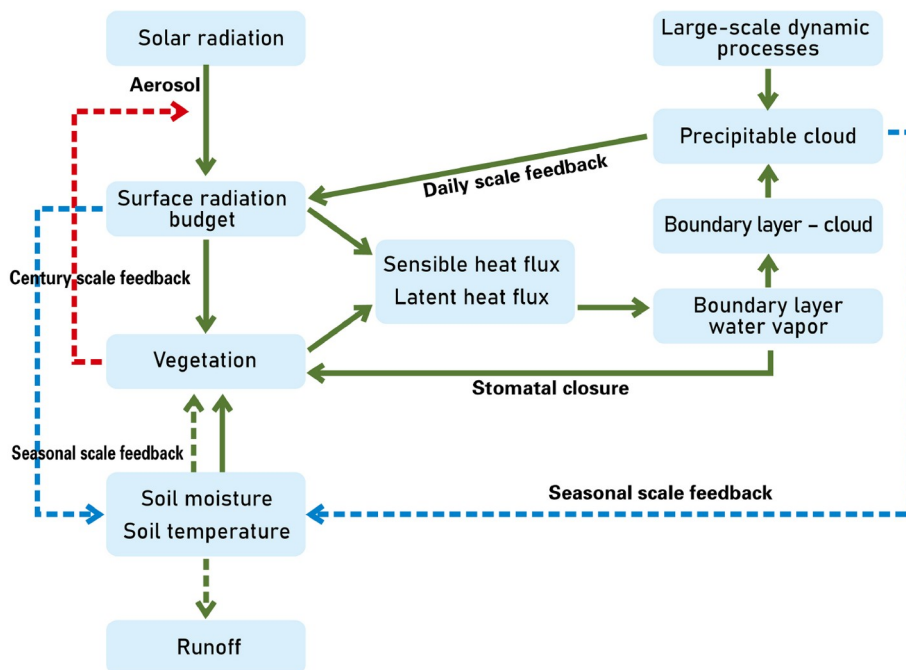 Solar radiation
Large-scale dynamic
processes
Aerosol
Precipitable cloud
Daily scale feedback
Surface radiation
budget
Boundary layer – cloud
Sensible heat flux
Latent heat flux
Century scale feedback
Boundary layer
water vapor
Vegetation
Stomatal closure
Seasonal scale feedback
Soil moisture
Soil temperature
Seasonal scale feedback
Runoff